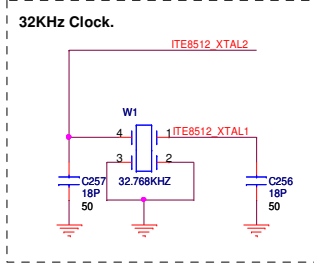 32KHz Clock.
ITE8512_XTAL2
W1
4
1
ITE8512_XTAL1
3
2
C257
18P
50
32.768KHZ
C256
18P
50